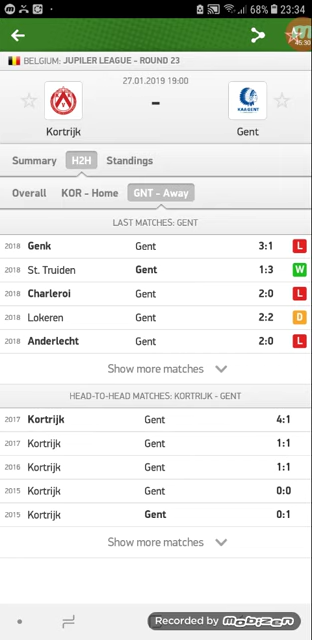 68% 23:34
45:30
BELGIUM: JUPILER LEAGUE - ROUND 23
27.01.2019 19:00
-
KAA GENT
Kortrijk Gent
Summary H2H Standings
Overall KOR - Home GNT - Away
LAST MATCHES: GENT
2018 Genk Gent 3:1 L
2018 St. Truiden Gent 1:3 W
2018 Charleroi Gent 2:0 L
2018 Lokeren Gent 2:2 D
2018 Anderlecht Gent 2:0 L
Show more matches
HEAD-TO-HEAD MATCHES: KORTRIJK - GENT
2017 Kortrijk Gent 4:1
2017 Kortrijk Gent 1:1
2016 Kortrijk Gent 1:1
2015 Kortrijk Gent 0:0
2015 Kortrijk Gent 0:1
Show more matches
Recorded by Mobizen